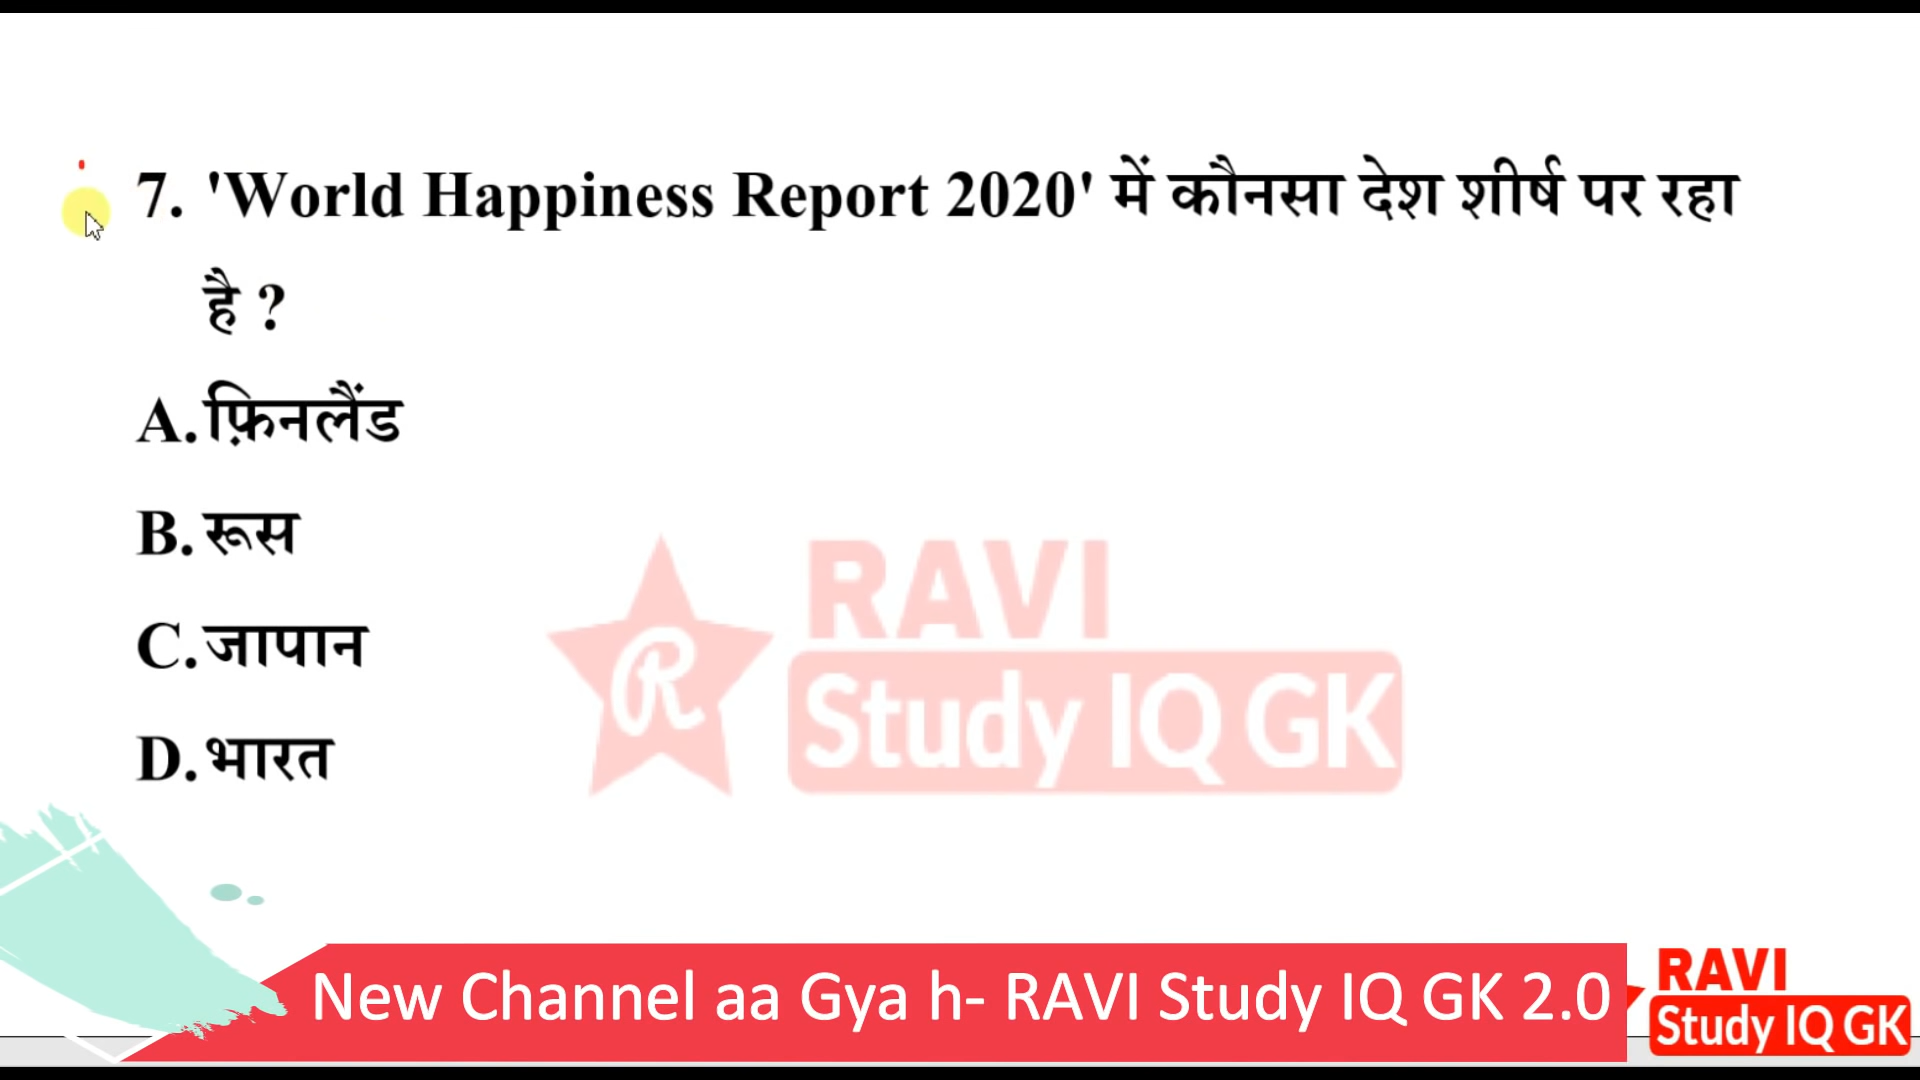 7. 'World Happiness Report 2020' में कौनसा देश शीर्ष पर रहा
है ?
A. फ़िनलैंड
B. रूस
C. जापान
D. भारत
R
RAVI
Study IQ GK
New Channel aa Gya h- RAVI Study IQ GK 2.0
RAVI
Study IQ GK